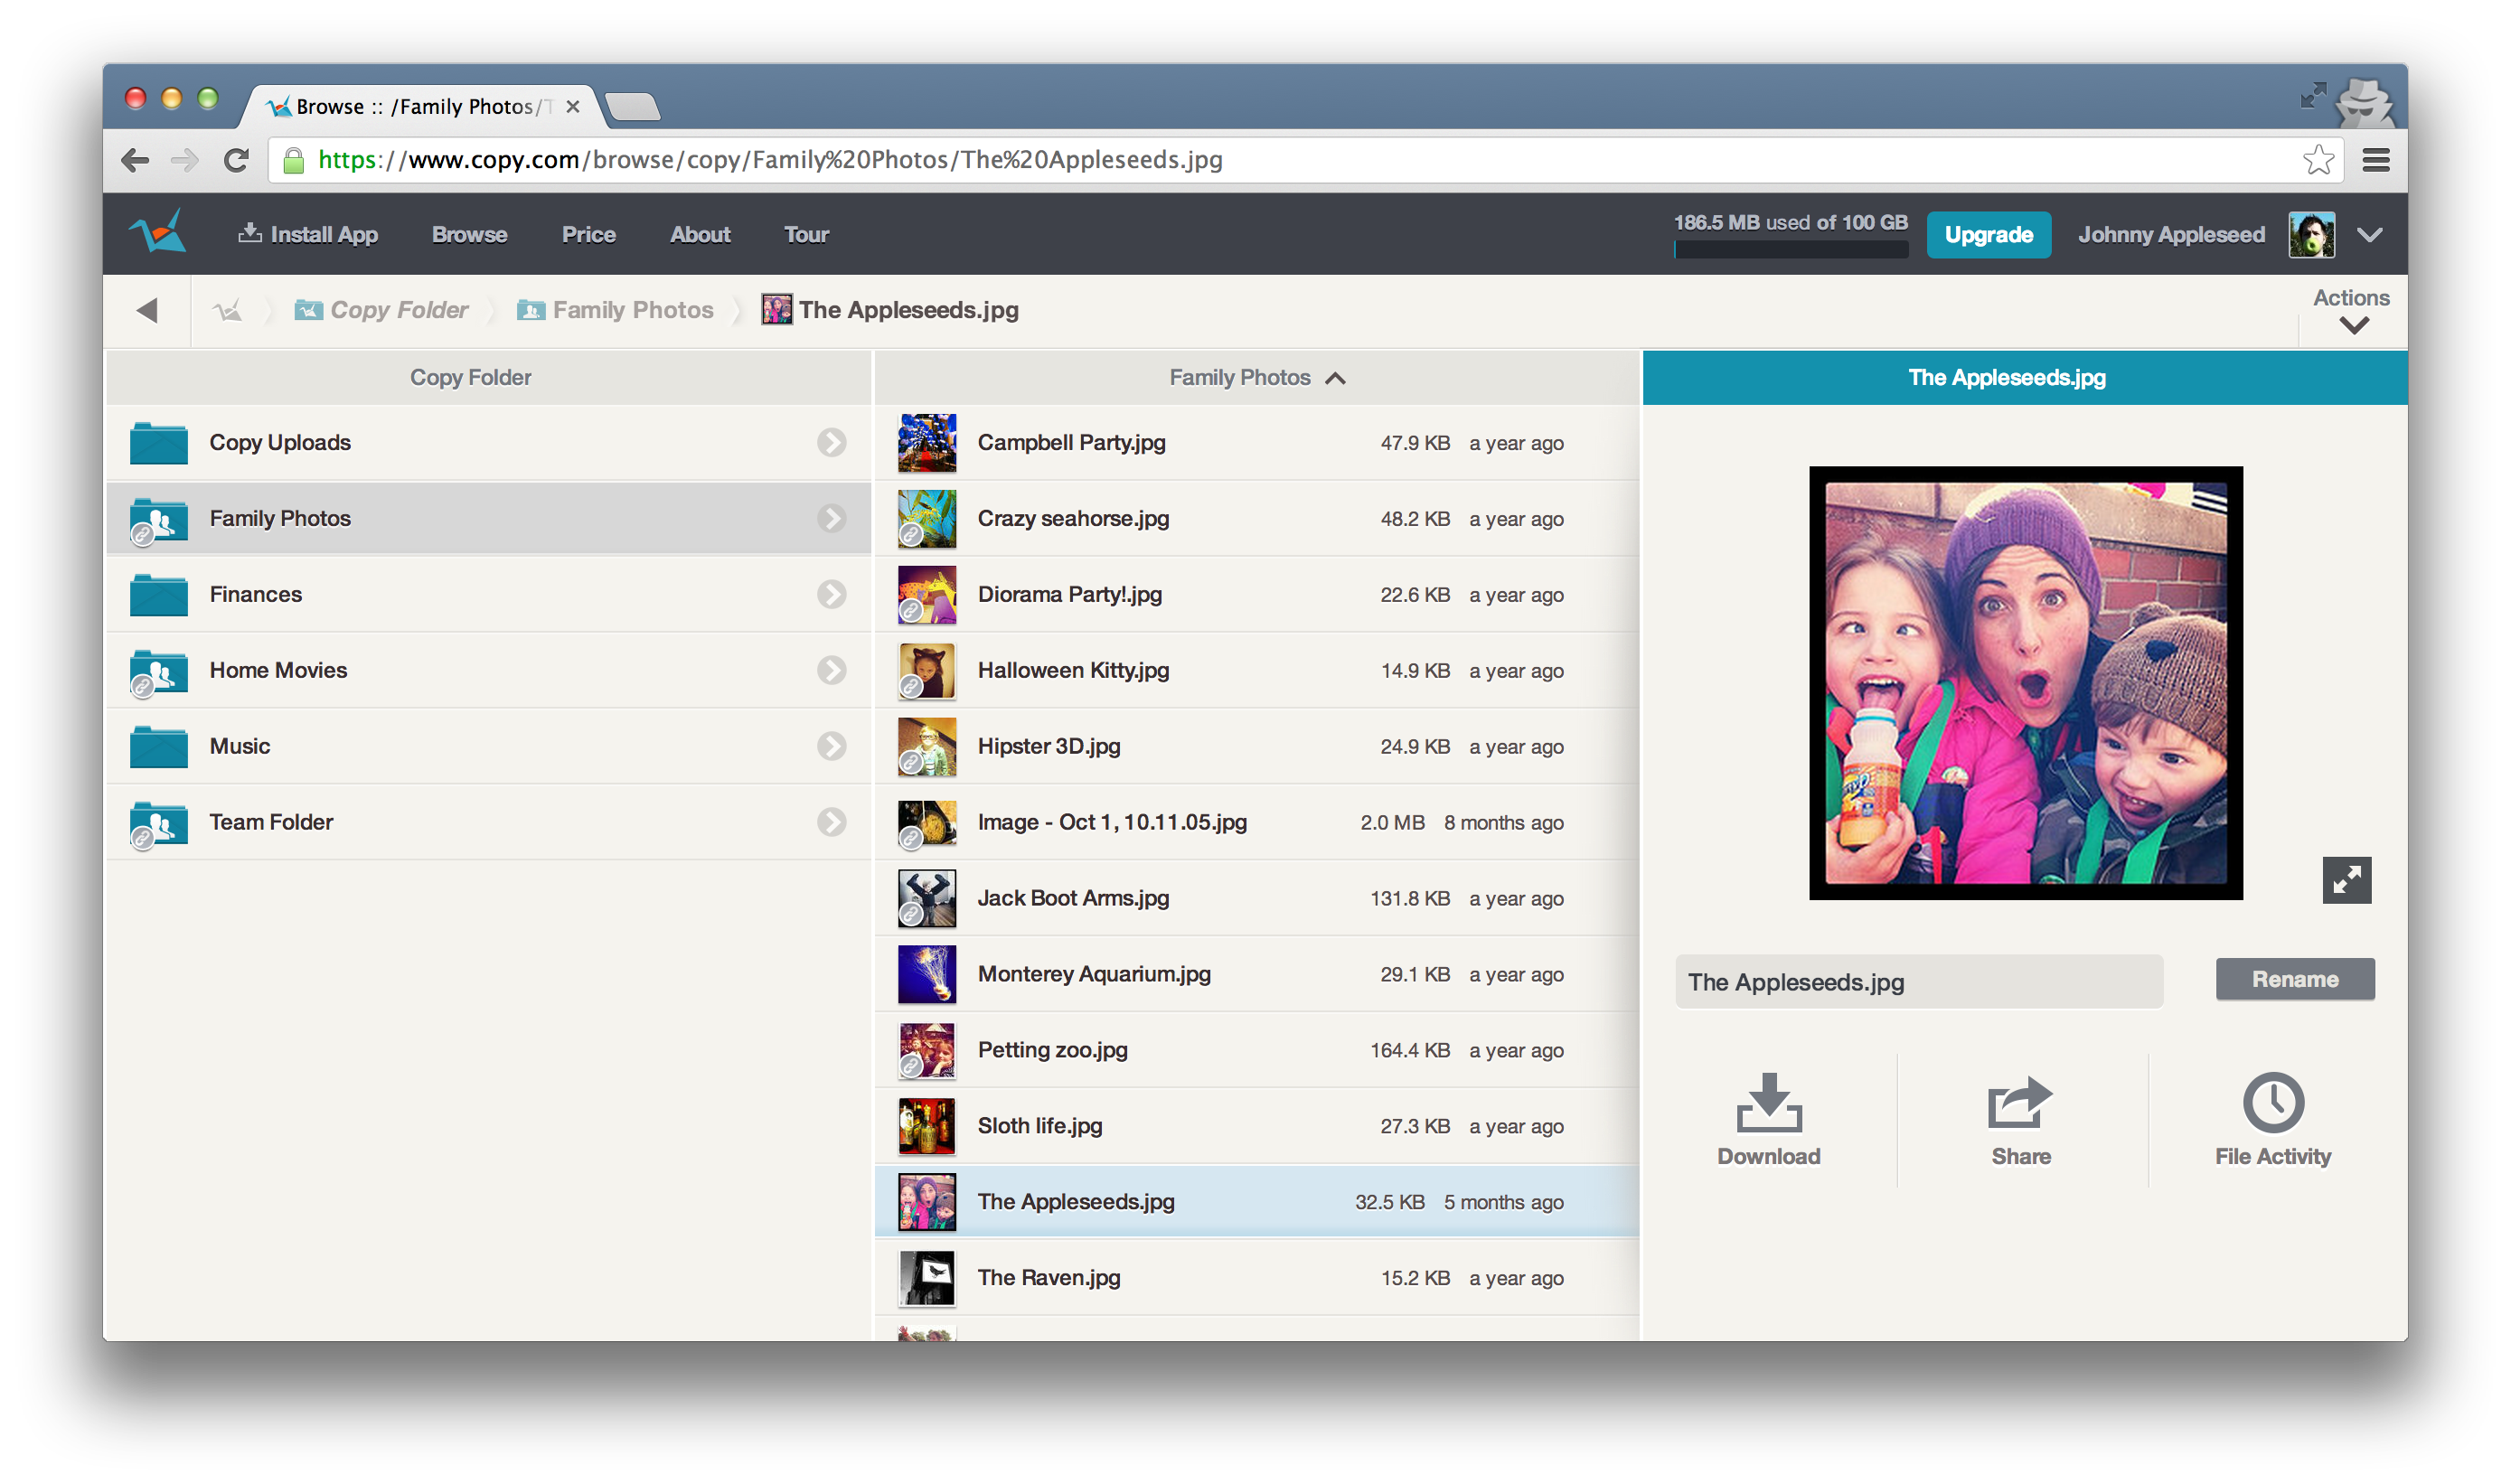 Browse :: /Family Photos/T
https://www.copy.com/browse/copy/Family%20Photos/The%20Appleseeds.jpg
Install App Browse Price About Tour 186.5 MB used of 100 GB Upgrade Johnny Appleseed
Copy Folder Family Photos The Appleseeds.jpg Actions
Copy Folder Family Photos The Appleseeds.jpg
Copy Uploads
Family Photos
Finances
Home Movies
Music
Team Folder
Campbell Party.jpg 47.9 KB a year ago
Crazy seahorse.jpg 48.2 KB a year ago
Diorama Party!.jpg 22.6 KB a year ago
Halloween Kitty.jpg 14.9 KB a year ago
Hipster 3D.jpg 24.9 KB a year ago
Image - Oct 1, 10.11.05.jpg 2.0 MB 8 months ago
Jack Boot Arms.jpg 131.8 KB a year ago
Monterey Aquarium.jpg 29.1 KB a year ago
Petting zoo.jpg 164.4 KB a year ago
Sloth life.jpg 27.3 KB a year ago
The Appleseeds.jpg 32.5 KB 5 months ago
The Raven.jpg 15.2 KB a year ago
The Appleseeds.jpg Rename
Download Share File Activity